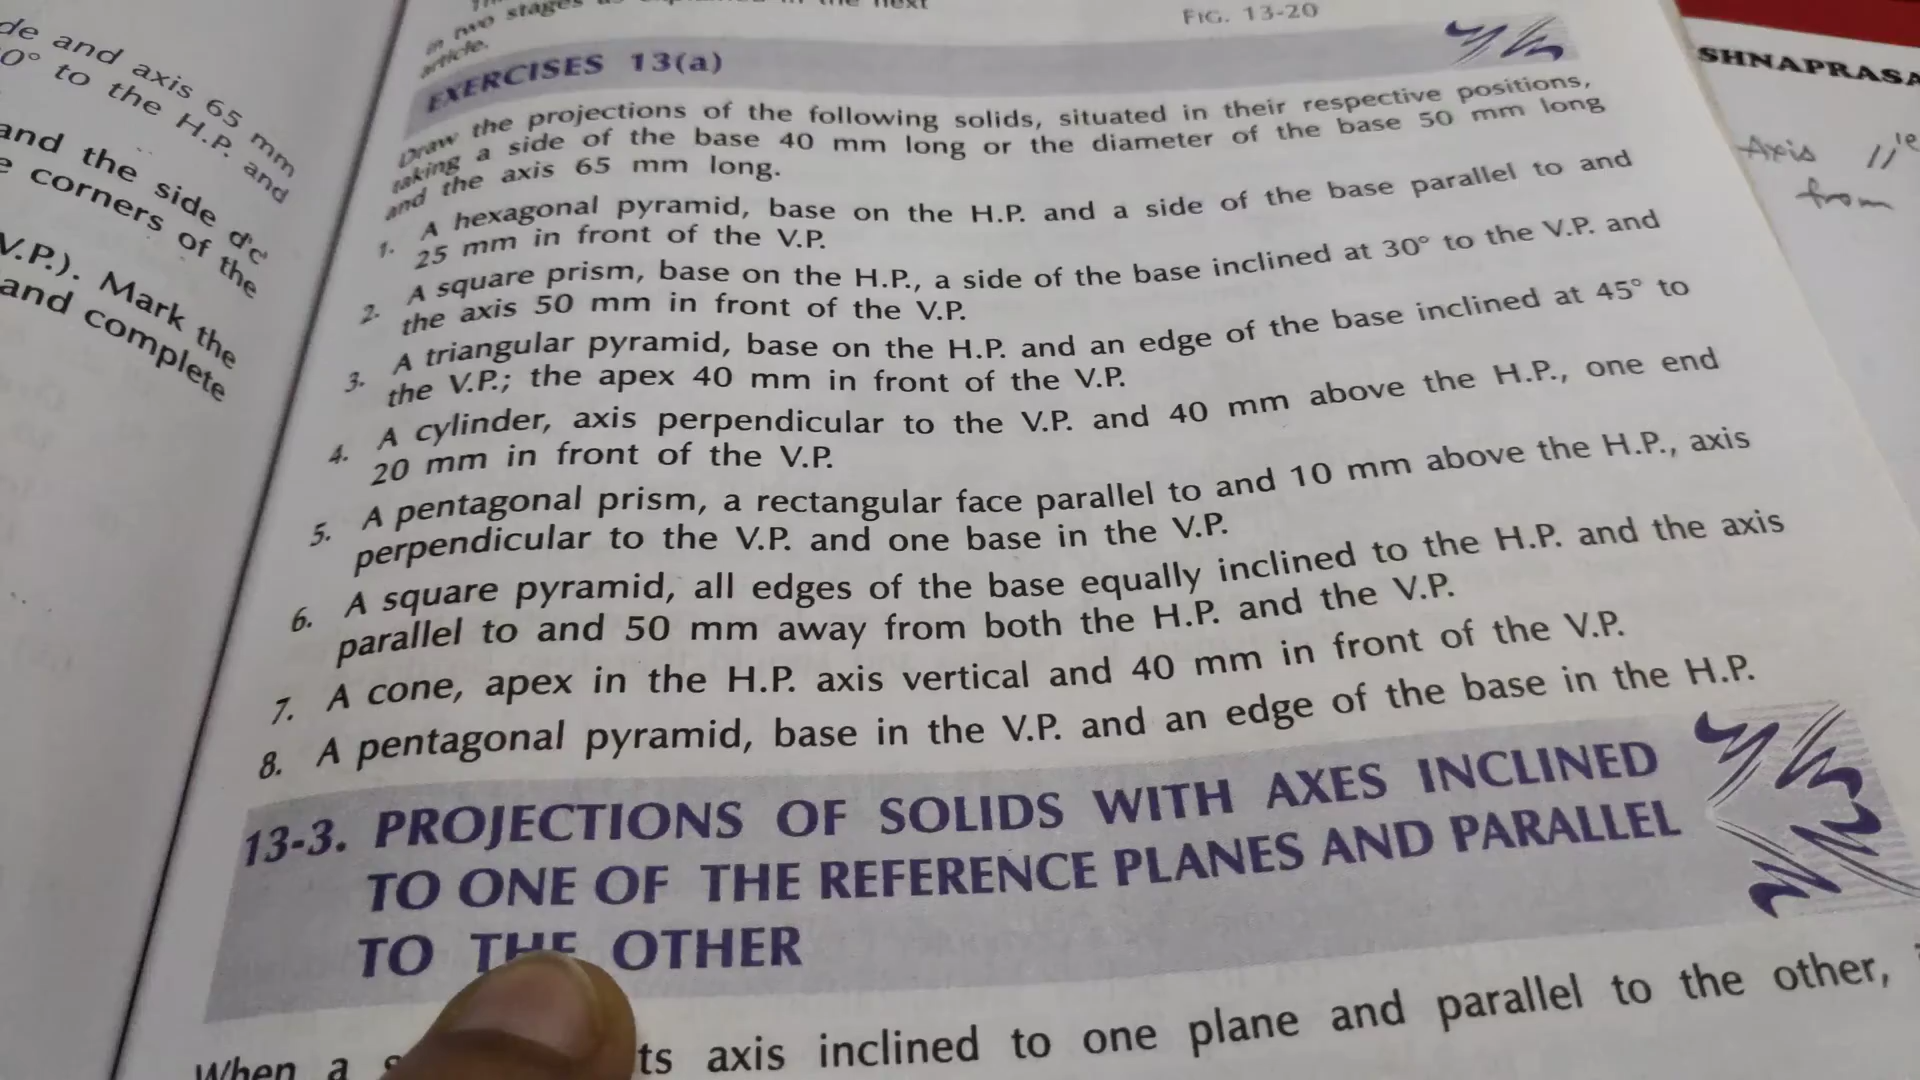 de and axis 65 mm
0° to the H.P. and
and the side d'c'
e corners of the
V.P.). Mark the
and complete
in two stages as explained in the next
article.
FIG. 13-20
EXERCISES 13(a)
Draw the projections of the following solids, situated in their respective positions,
taking a side of the base 40 mm long or the diameter of the base 50 mm long
and the axis 65 mm long.
1. A hexagonal pyramid, base on the H.P. and a side of the base parallel to and
25 mm in front of the V.P.
2. A square prism, base on the H.P., a side of the base inclined at 30° to the V.P. and
the axis 50 mm in front of the V.P.
3. A triangular pyramid, base on the H.P. and an edge of the base inclined at 45° to
the V.P.; the apex 40 mm in front of the V.P.
4. A cylinder, axis perpendicular to the V.P. and 40 mm above the H.P., one end
20 mm in front of the V.P.
5. A pentagonal prism, a rectangular face parallel to and 10 mm above the H.P., axis
perpendicular to the V.P. and one base in the V.P.
6. A square pyramid, all edges of the base equally inclined to the H.P. and the axis
parallel to and 50 mm away from both the H.P. and the V.P.
7. A cone, apex in the H.P. axis vertical and 40 mm in front of the V.P.
8. A pentagonal pyramid, base in the V.P. and an edge of the base in the H.P.
13-3. PROJECTIONS OF SOLIDS WITH AXES INCLINED
TO ONE OF THE REFERENCE PLANES AND PARALLEL
TO THE OTHER
When a s ts axis inclined to one plane and parallel to the other,
SHNAPRASA
Axis // 'e
from